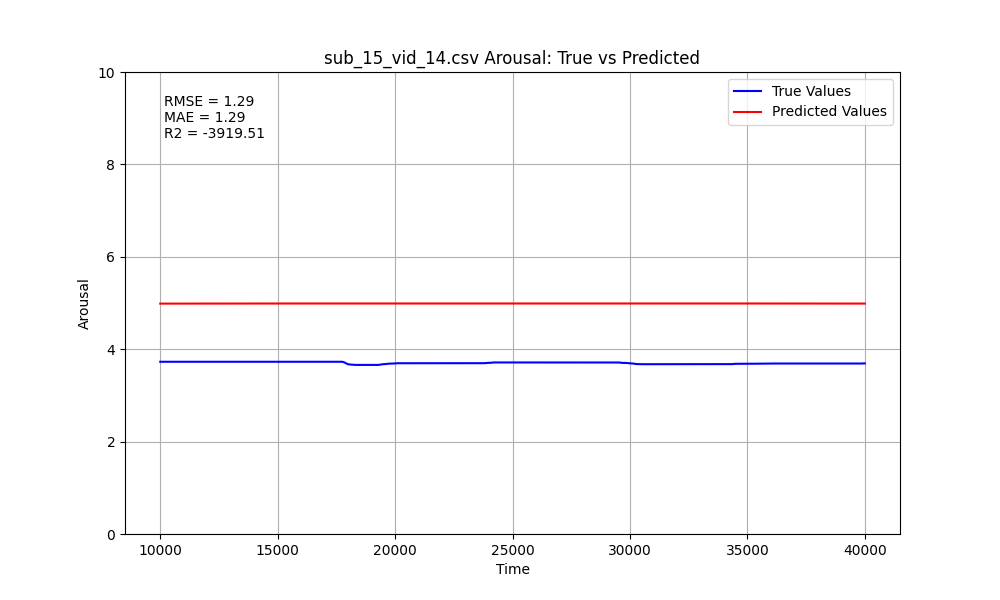 sub_15_vid_14.csv Arousal: True vs Predicted
RMSE = 1.29
MAE = 1.29
R2 = -3919.51
True Values
Predicted Values
Arousal
10
8
6
4
2
0
10000 15000 20000 25000 30000 35000 40000
Time